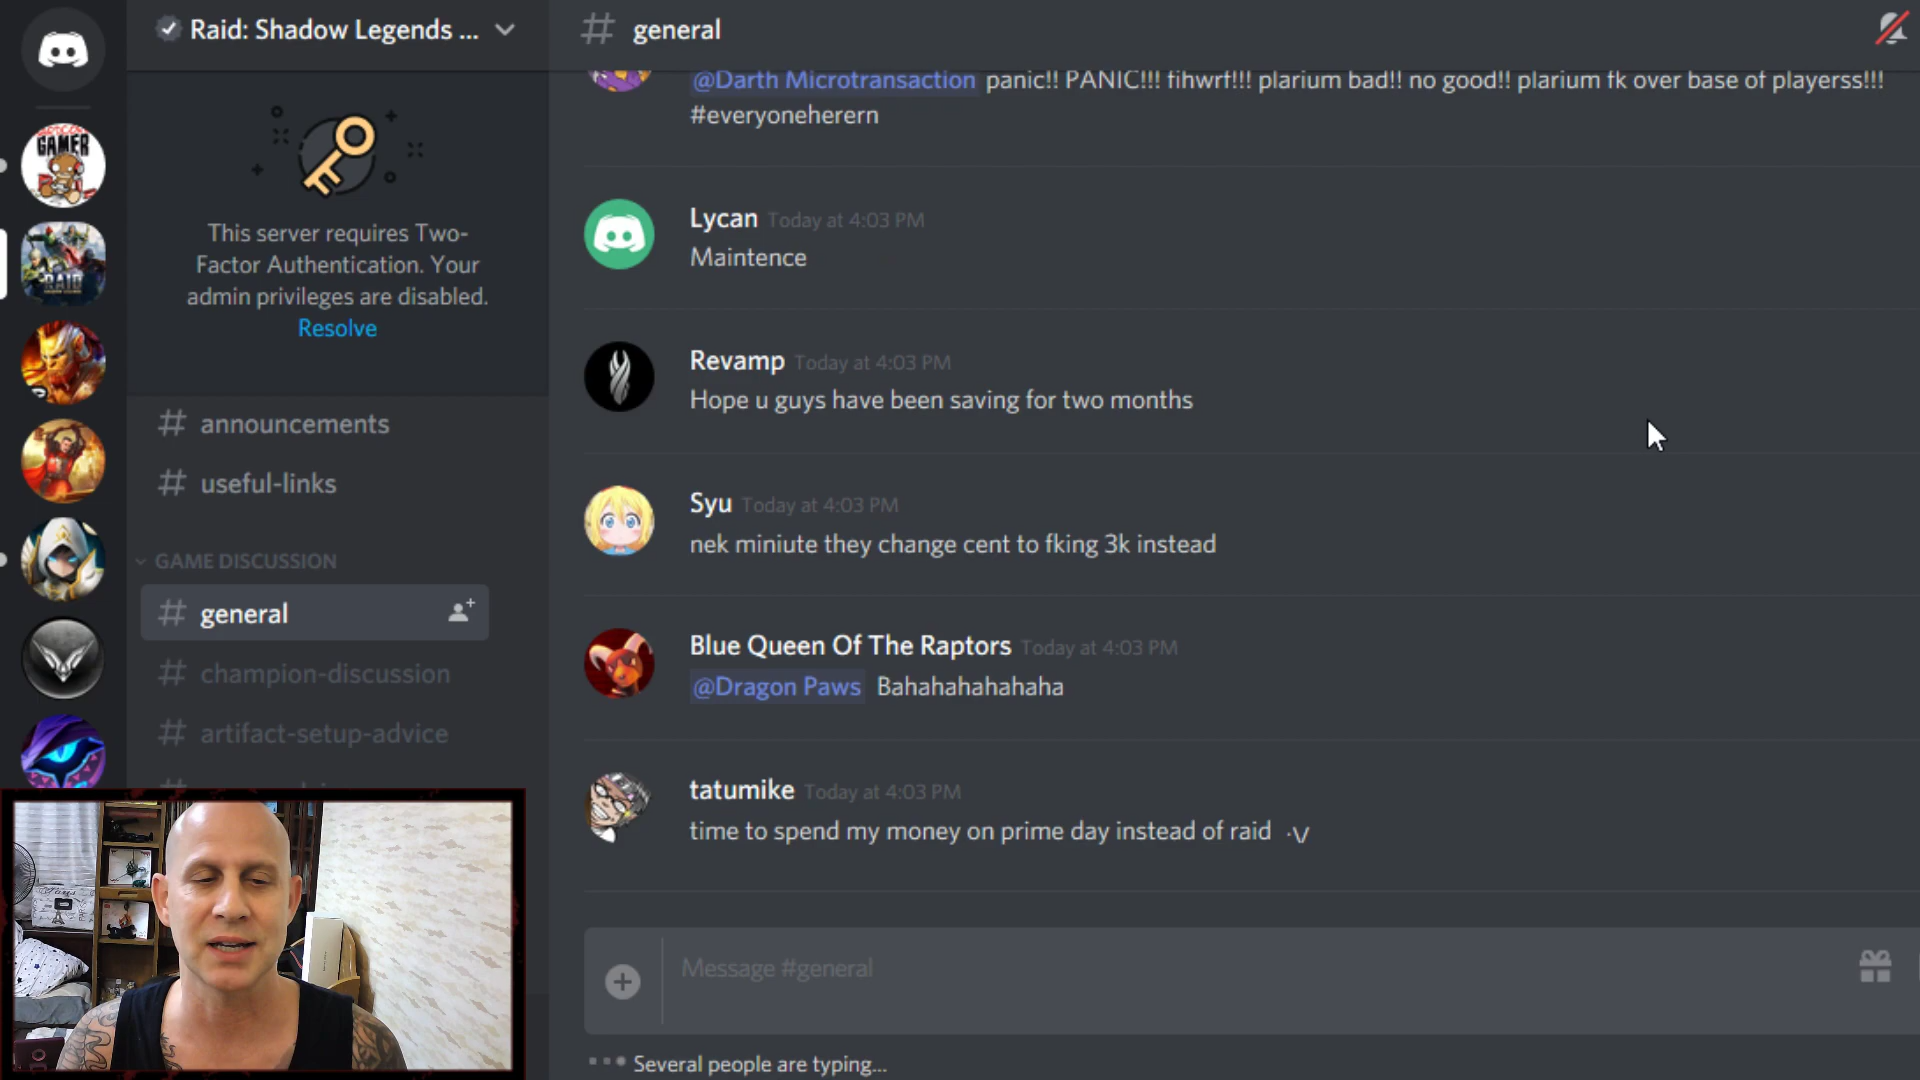 Raid: Shadow Legends ...
general
GAMER
RAID
This server requires Two-
Factor Authentication. Your
admin privileges are disabled.
Resolve
announcements
useful-links
GAME DISCUSSION
general
champion-discussion
artifact-setup-advice
@Darth Microtransaction panic!! PANIC!!! fihwrf!!! plarium bad!! no good!! plarium fk over base of playerss!!!
#everyoneherern
Lycan Today at 4:03 PM
Maintence
Revamp Today at 4:03 PM
Hope u guys have been saving for two months
Syu Today at 4:03 PM
nek miniute they change cent to fking 3k instead
Blue Queen Of The Raptors Today at 4:03 PM
@Dragon Paws Bahahahahahaha
tatumike Today at 4:03 PM
time to spend my money on prime day instead of raid
Message #general
Several people are typing...